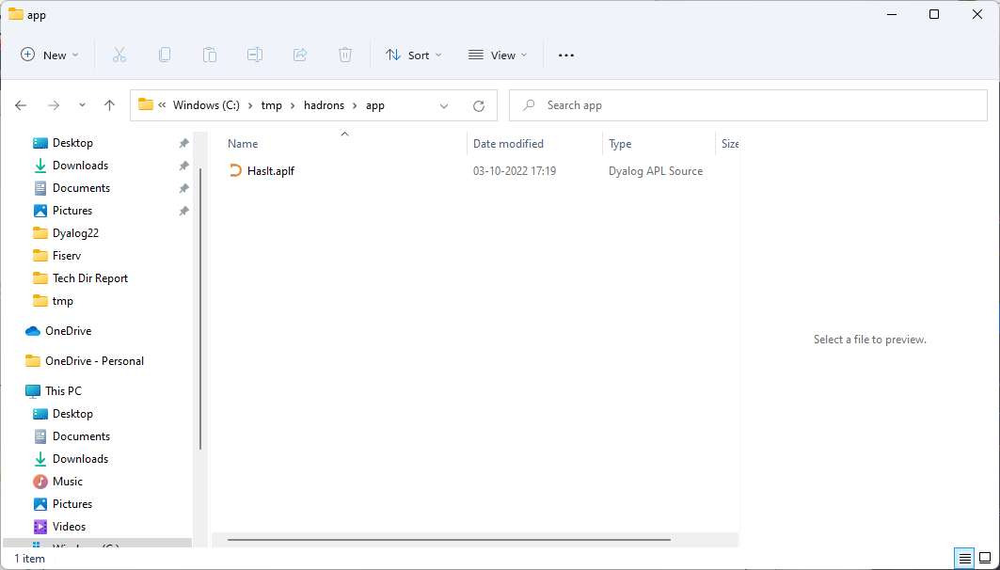 app
New
Sort
View
« Windows (C:) > tmp > hadrons > app
Search app
Desktop
Downloads
Documents
Pictures
Dyalog22
Fiserv
Tech Dir Report
tmp
OneDrive
OneDrive - Personal
This PC
Desktop
Documents
Downloads
Music
Pictures
Videos
Windows (C:)
Name Date modified Type Size
HasIt.aplf 03-10-2022 17:19 Dyalog APL Source
Select a file to preview.
1 item